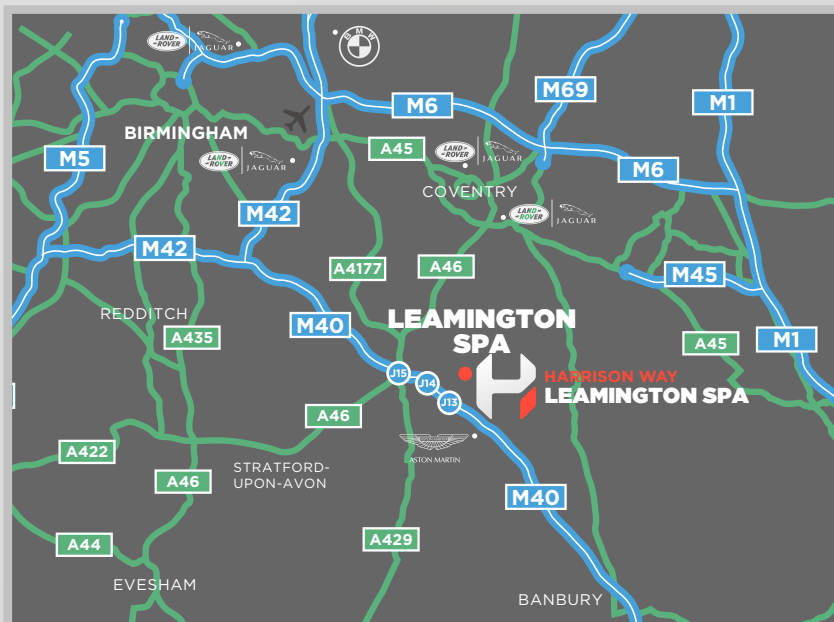 LAND-
-ROVER
JAGUAR
BMW
M6
M69
M1
BIRMINGHAM
M5
A45
LAND-
-ROVER
JAGUAR
LAND-
-ROVER
JAGUAR
M6
COVENTRY
M42
LAND-
-ROVER
JAGUAR
M42
A4177
A46
M45
REDDITCH
M40
LEAMINGTON
SPA
A435
M1
A45
J15
J14
J13
HARRISON WAY
LEAMINGTON SPA
A46
A422
ASTON MARTIN
STRATFORD-
UPON-AVON
A46
M40
A44
A429
EVESHAM
BANBURY